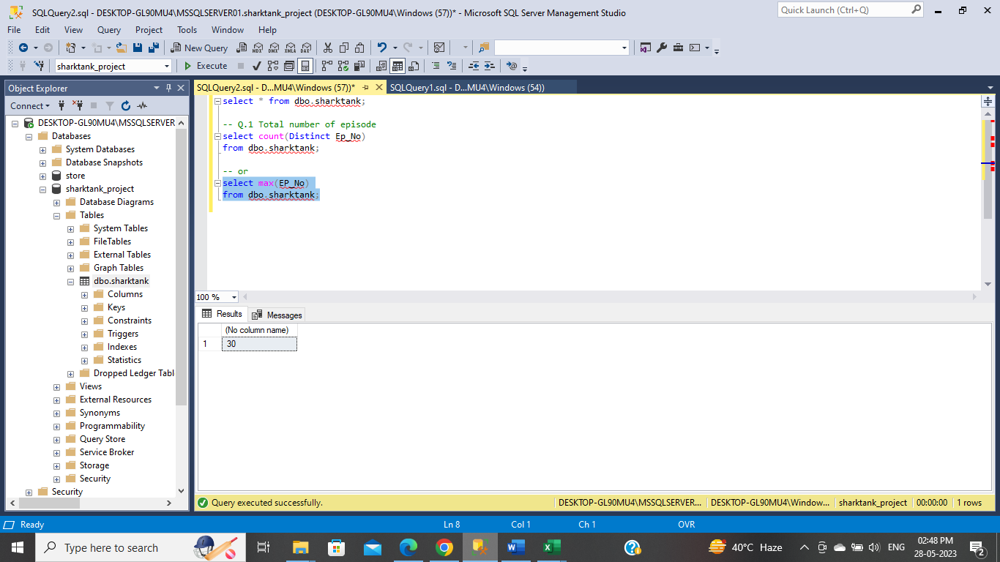 SQLQuery2.sql - DESKTOP-GL90MU4\MSSQLSERVER01.sharktank_project (DESKTOP-GL90MU4\Windows (57))* - Microsoft SQL Server Management Studio
Quick Launch (Ctrl+Q)
File Edit View Query Project Tools Window Help
New Query MDX DMX XMLA DAX
sharktank_project Execute
Object Explorer
Connect
DESKTOP-GL90MU4\MSSQLSERVER
Databases
System Databases
Database Snapshots
store
sharktank_project
Database Diagrams
Tables
System Tables
FileTables
External Tables
Graph Tables
dbo.sharktank
Columns
Keys
Constraints
Triggers
Indexes
Statistics
Dropped Ledger Tabl
Views
External Resources
Synonyms
Programmability
Query Store
Service Broker
Storage
Security
Security
SQLQuery2.sql - D...MU4\Windows (57))* SQLQuery1.sql - D...MU4\Windows (54))
select * from dbo.sharktank;
-- Q.1 Total number of episode
select count(Distinct Ep_No)
from dbo.sharktank;
-- or
select max(EP_No)
from dbo.sharktank;
100 %
Results Messages
(No column name)
1 30
Query executed successfully. DESKTOP-GL90MU4\MSSQLSERVER... DESKTOP-GL90MU4\Window... sharktank_project 00:00:00 1 rows
Ready Ln 8 Col 1 Ch 1 OVR
Type here to search 40°C Haze ENG 02:48 PM
28-05-2023 2